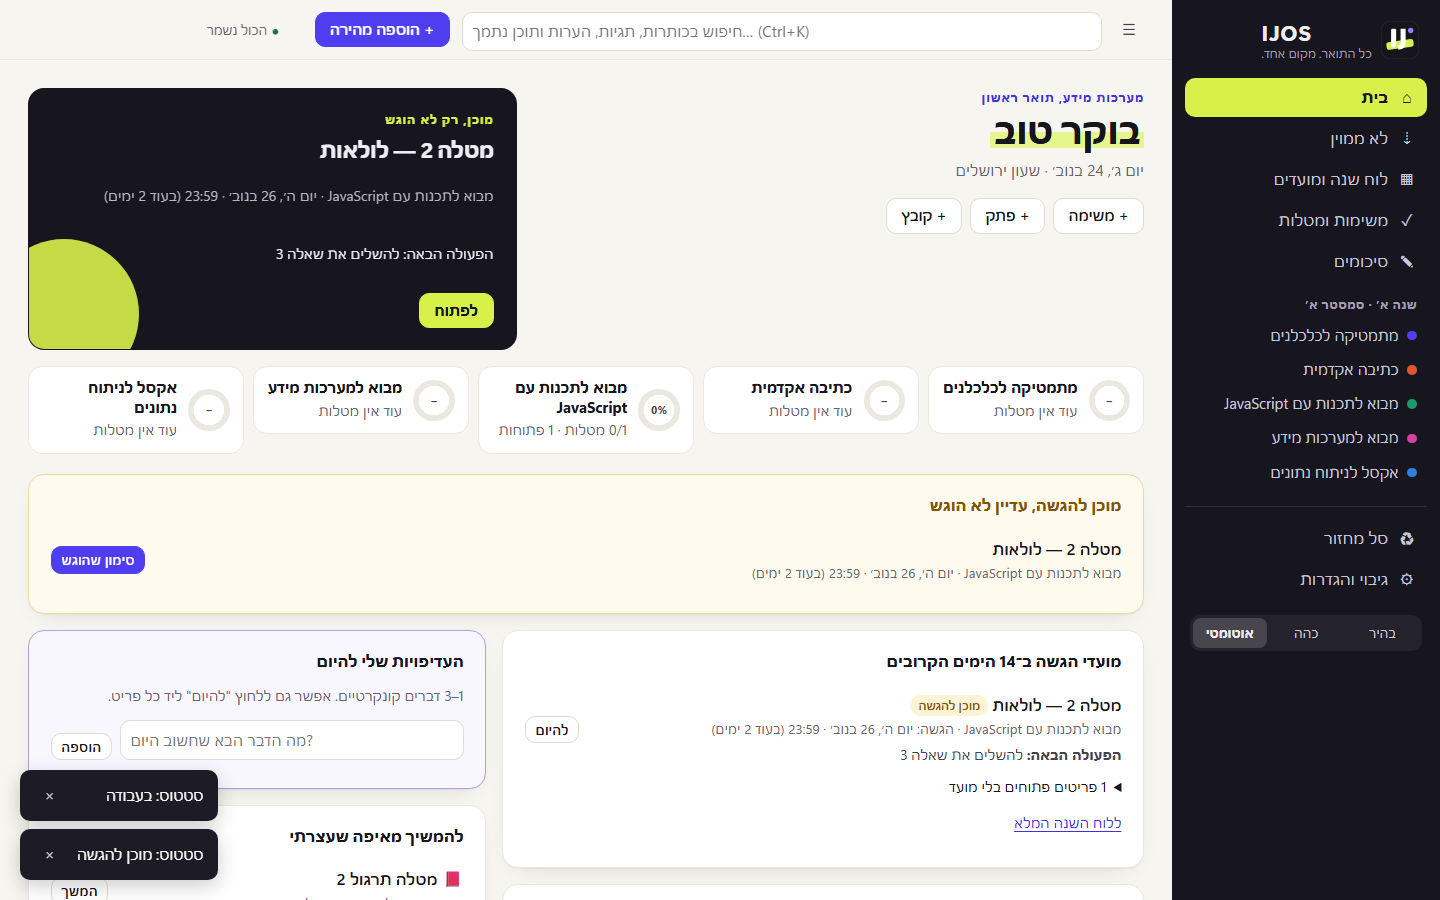 IJOS
כל התואר. מקום אחד.
בית
לא ממוין
לוח שנה ומועדים
משימות ומטלות
סיכומים
שנה א׳ · סמסטר א׳
מתמטיקה לכלכלנים
כתיבה אקדמית
מבוא לתכנות עם JavaScript
מבוא למערכות מידע
אקסל לניתוח נתונים
סל מחזור
גיבוי והגדרות
בהיר
כהה
אוטומטי
חיפוש בכותרות, תגיות, הערות ותוכן נתמך… (Ctrl+K)
+ הוספה מהירה
הכול נשמר
מערכות מידע, תואר ראשון
בוקר טוב
יום ג׳, 24 בנוב׳ · שעון ירושלים
+ משימה
+ פתק
+ קובץ
מוכן, רק לא הוגש
מטלה 2 — לולאות
מבוא לתכנות עם JavaScript · יום ה׳, 26 בנוב׳ · 23:59 (בעוד 2 ימים)
הפעולה הבאה: להשלים את שאלה 3
לפתוח
–
מתמטיקה לכלכלנים
עוד אין מטלות
–
כתיבה אקדמית
עוד אין מטלות
0%
מבוא לתכנות עם
JavaScript
0/1 מטלות · 1 פתוחות
–
מבוא למערכות מידע
עוד אין מטלות
–
אקסל לניתוח
נתונים
עוד אין מטלות
מוכן להגשה, עדיין לא הוגש
מטלה 2 — לולאות
מבוא לתכנות עם JavaScript · יום ה׳, 26 בנוב׳ · 23:59 (בעוד 2 ימים)
סימון שהוגש
מועדי הגשה ב־14 הימים הקרובים
מטלה 2 — לולאות מוכן להגשה
מבוא לתכנות עם JavaScript · הגשה: יום ה׳, 26 בנוב׳ · 23:59 (בעוד 2 ימים)
הפעולה הבאה: להשלים את שאלה 3
להיום
1 פריטים פתוחים בלי מועד
ללוח השנה המלא
העדיפויות שלי להיום
1–3 דברים קונקרטיים. אפשר גם ללחוץ "להיום" ליד כל פריט.
מה הדבר הבא שחשוב היום?
הוספה
להמשיך מאיפה שעצרתי
מטלה תרגול 2
המשך
סטטוס: בעבודה ×
סטטוס: מוכן להגשה ×